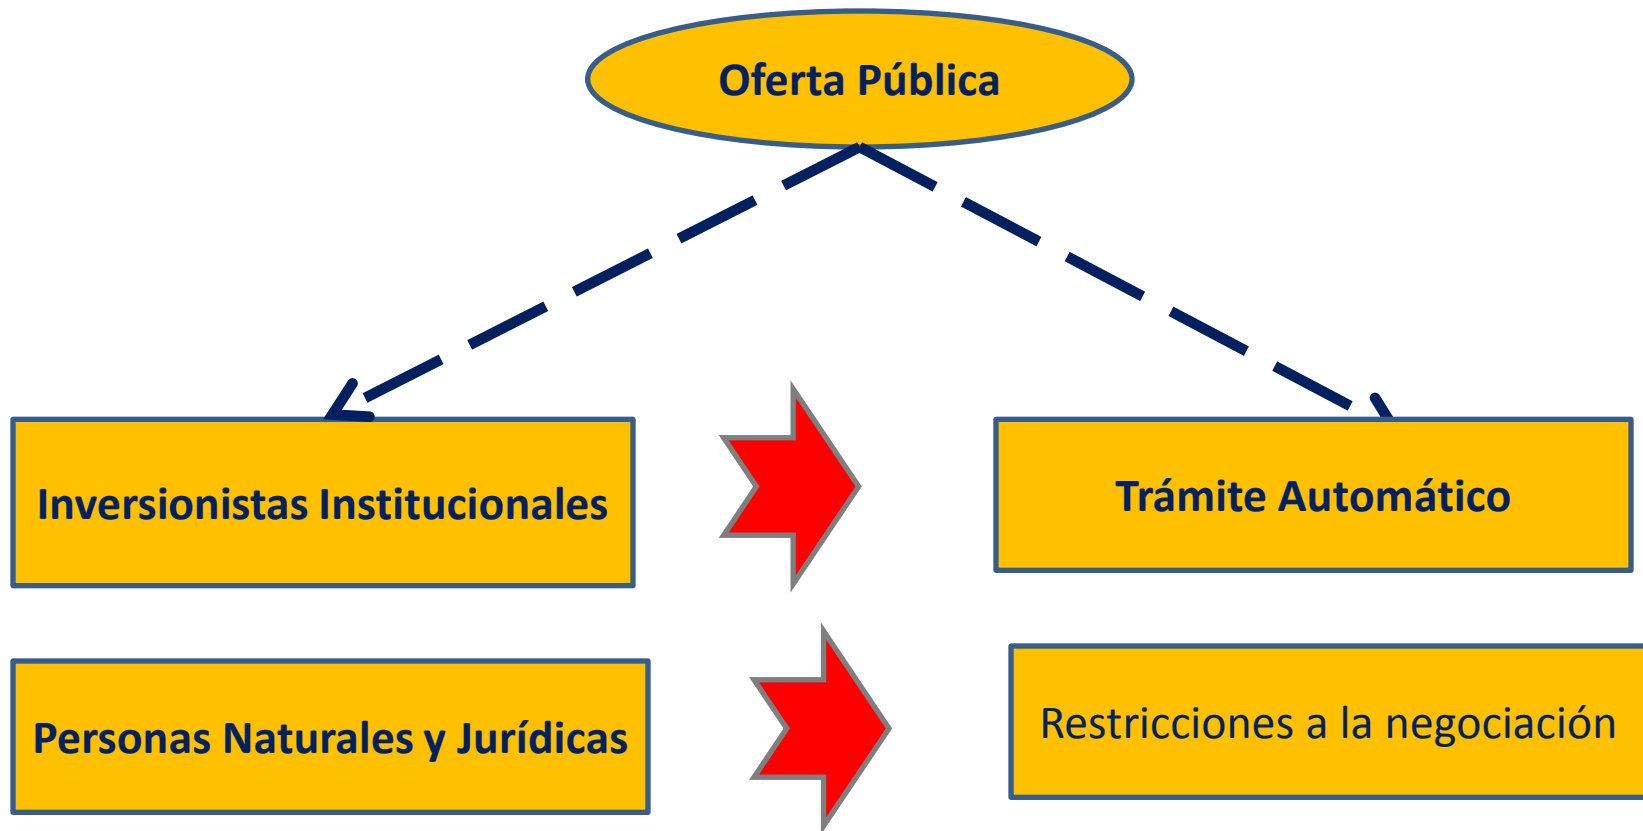 Oferta Pública
Inversionistas Institucionales
Trámite Automático
Personas Naturales y Jurídicas
Restricciones a la negociación